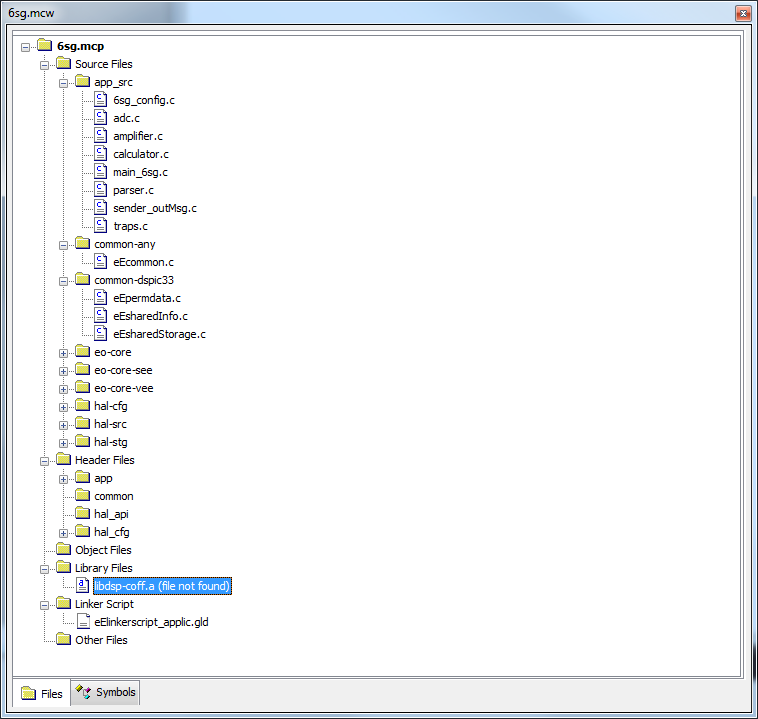 6sg.mcw
6sg.mcp
Source Files
app_src
6sg_config.c
adc.c
amplifier.c
calculator.c
main_6sg.c
parser.c
sender_outMsg.c
traps.c
common-any
eEcommon.c
common-dspic33
eEpermdata.c
eEsharedInfo.c
eEsharedStorage.c
eo-core
eo-core-see
eo-core-vee
hal-cfg
hal-src
hal-stg
Header Files
app
common
hal_api
hal_cfg
Object Files
Library Files
libdsp-coff.a (file not found)
Linker Script
eElinkerscript_applic.gld
Other Files
Files Symbols